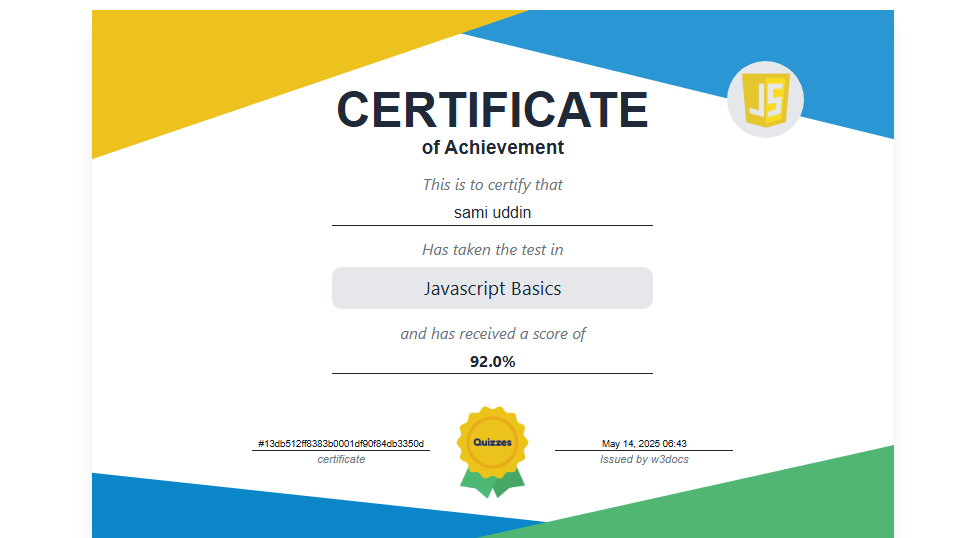 JS
CERTIFICATE
of Achievement
This is to certify that
sami uddin
Has taken the test in
Javascript Basics
and has received a score of
92.0%
#13db512ff8383b0001df90f84db3350d
certificate
Quizzes
May 14, 2025 06:43
Issued by w3docs